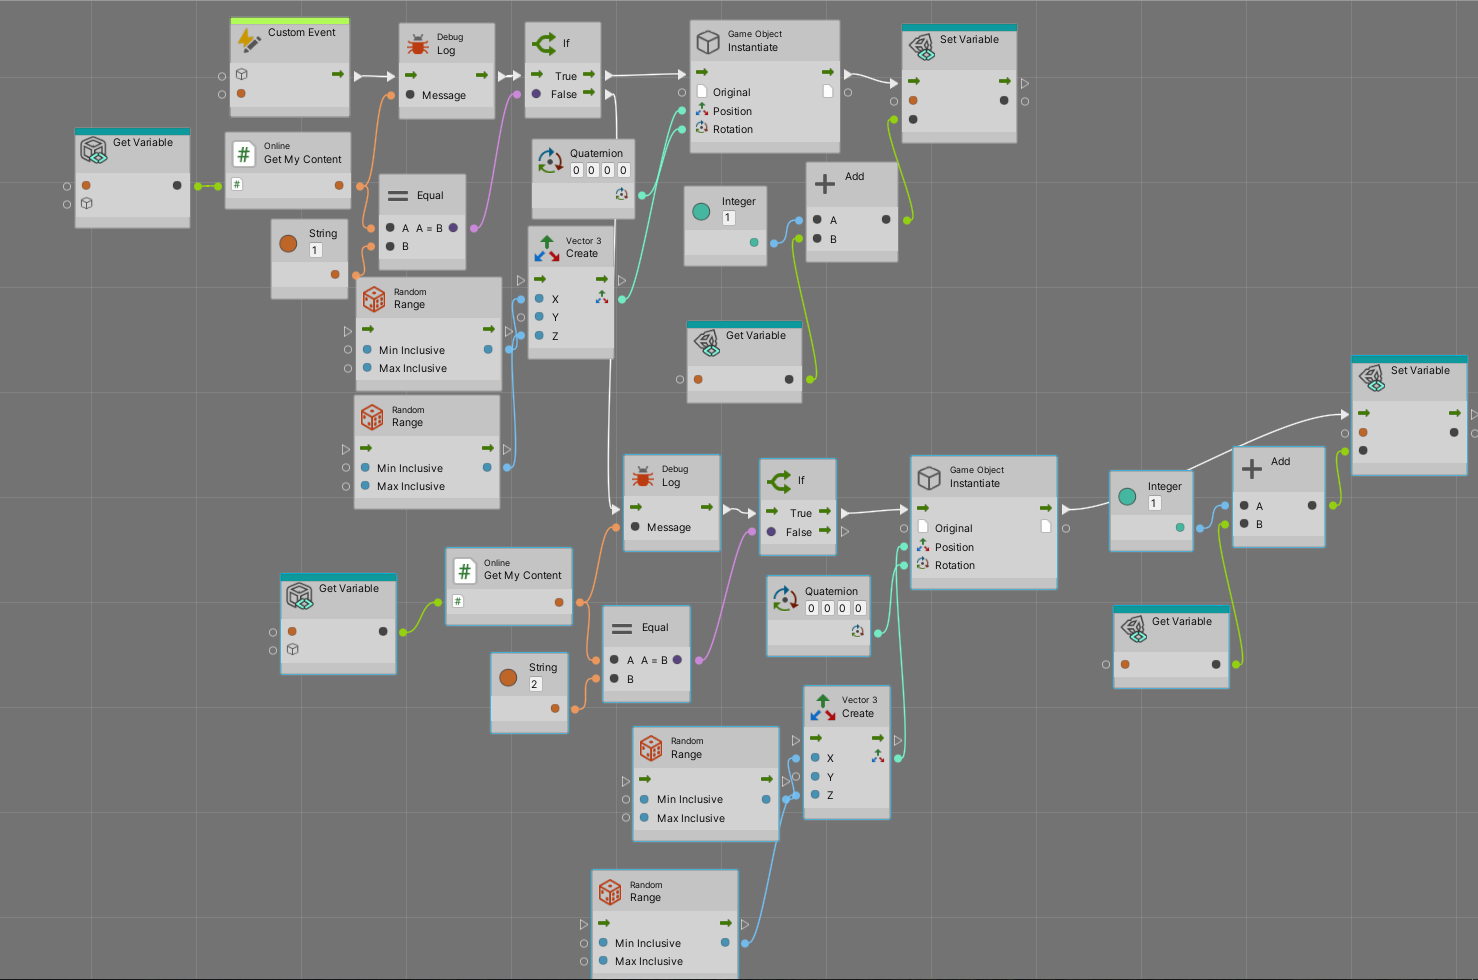 Custom Event
Debug
Log
Message
If
True
False
Game Object
Instantiate
Original
Position
Rotation
Set Variable
Get Variable
Online
Get My Content
#
#
Equal
A A = B
B
String
1
Quaternion
0 0 0 0
Vector 3
Create
X
Y
Z
Integer
1
Add
A
B
Get Variable
Random
Range
Min Inclusive
Max Inclusive
Random
Range
Min Inclusive
Max Inclusive
Debug
Log
Message
If
True
False
Game Object
Instantiate
Original
Position
Rotation
Integer
1
Add
A
B
Set Variable
Get Variable
Get Variable
Online
Get My Content
#
#
String
2
Equal
A A = B
B
Quaternion
0 0 0 0
Vector 3
Create
X
Y
Z
Random
Range
Min Inclusive
Max Inclusive
Random
Range
Min Inclusive
Max Inclusive